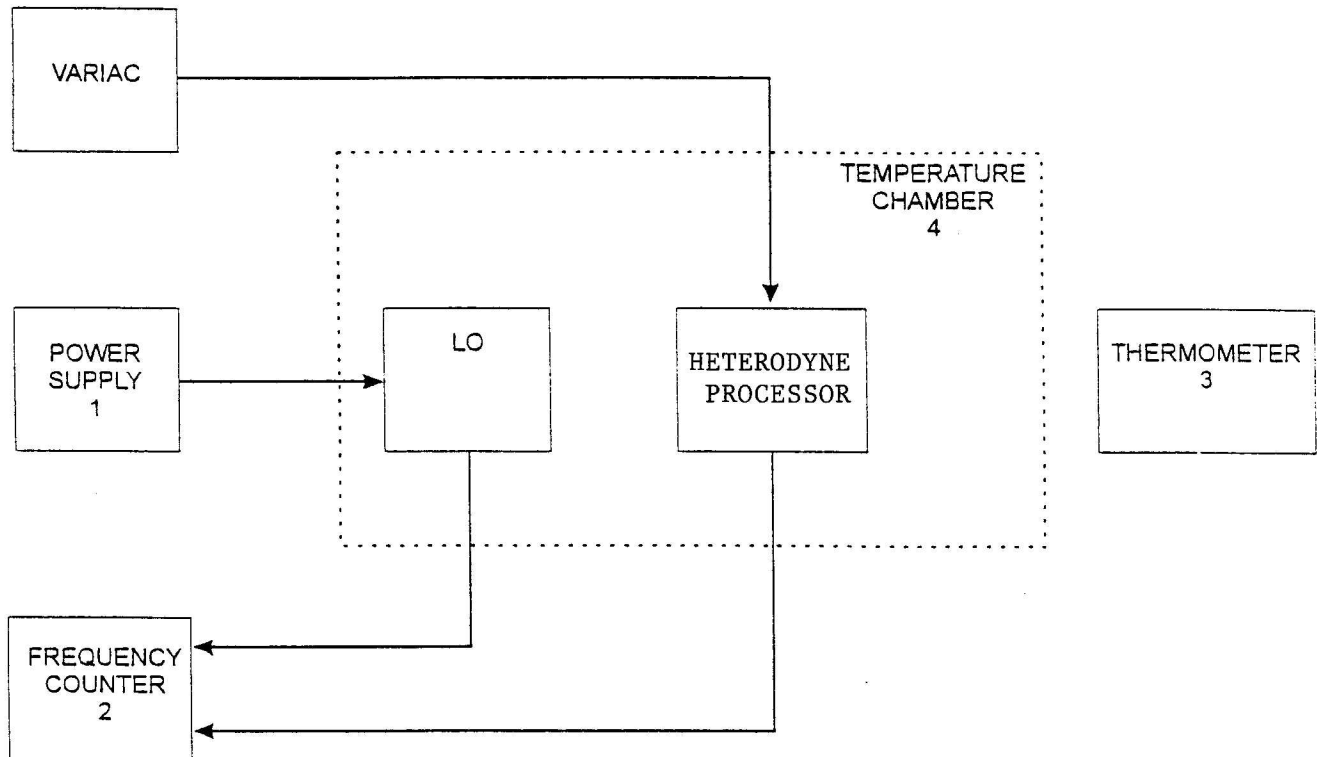 VARIAC
TEMPERATURE
CHAMBER
4
POWER
SUPPLY
1
LO
HETERODYNE
PROCESSOR
THERMOMETER
3
FREQUENCY
COUNTER
2